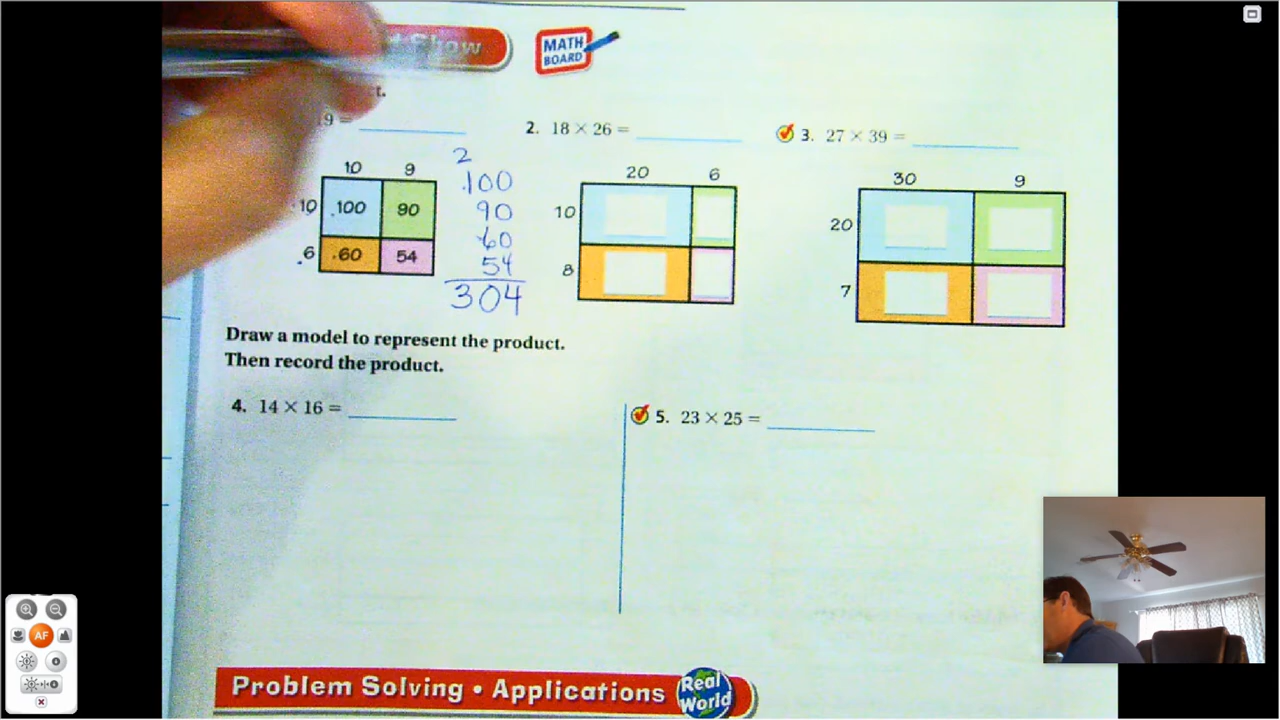 d Show
MATH
BOARD
t.
19 = 
2. 18 × 26 =
3. 27 × 39 =
10 9
10 100 90
6 60 54
2
100
90
60
54
304
20 6
10
8
30 9
20
7
Draw a model to represent the product.
Then record the product.
4. 14 × 16 =
5. 23 × 25 =
Problem Solving • Applications
Real
World
AF